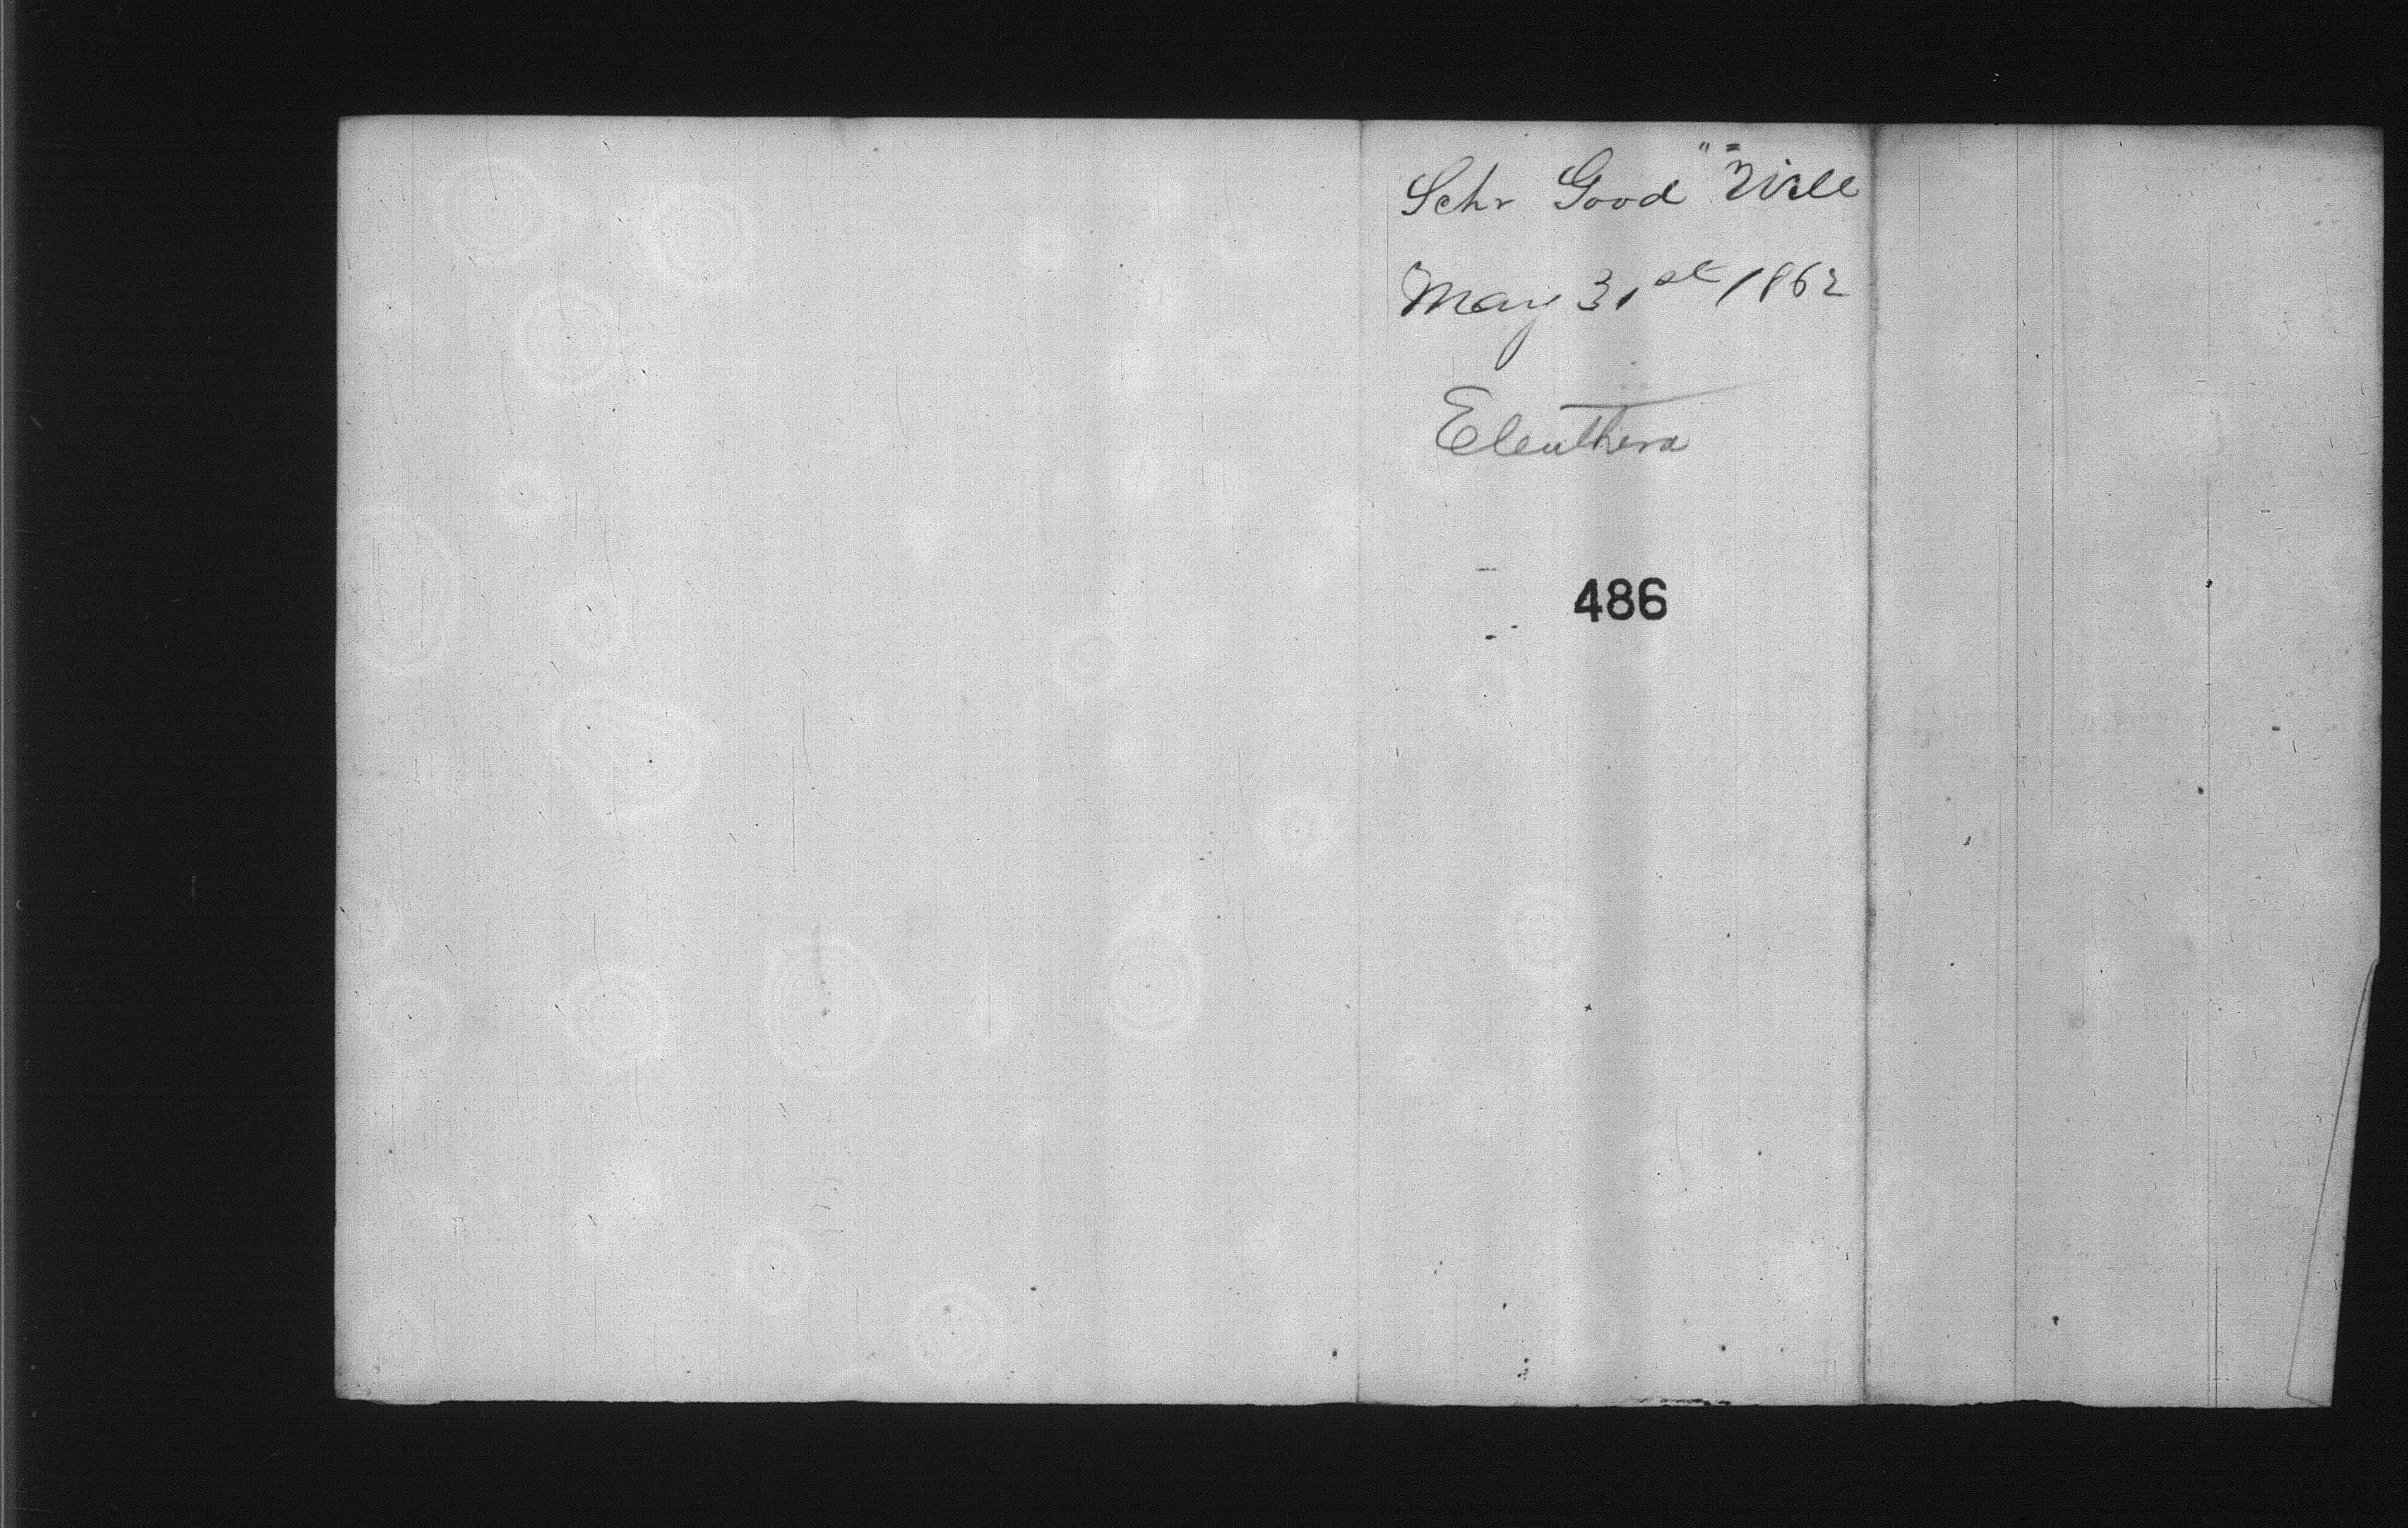 Schr Good " " Will
May 31st 1862
Eleuthera
486